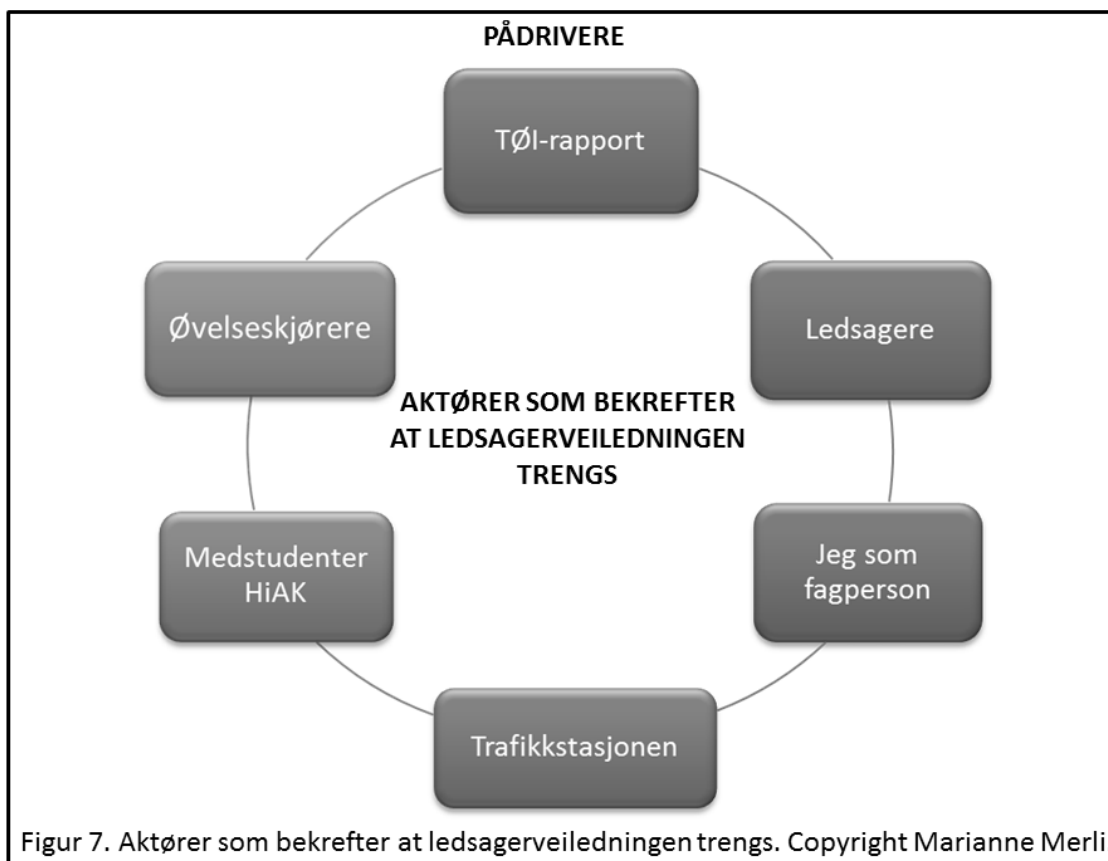 PÅDRIVERE
TØI-rapport
Ledsagere
Jeg som
fagperson
Trafikkstasjonen
Medstudenter
HiAK
Øvelseskjørere
AKTØRER SOM BEKREFTER
AT LEDSAGERVEILEDNINGEN
TRENGS
Figur 7. Aktører som bekrefter at ledsagerveiledningen trengs. Copyright Marianne Merli